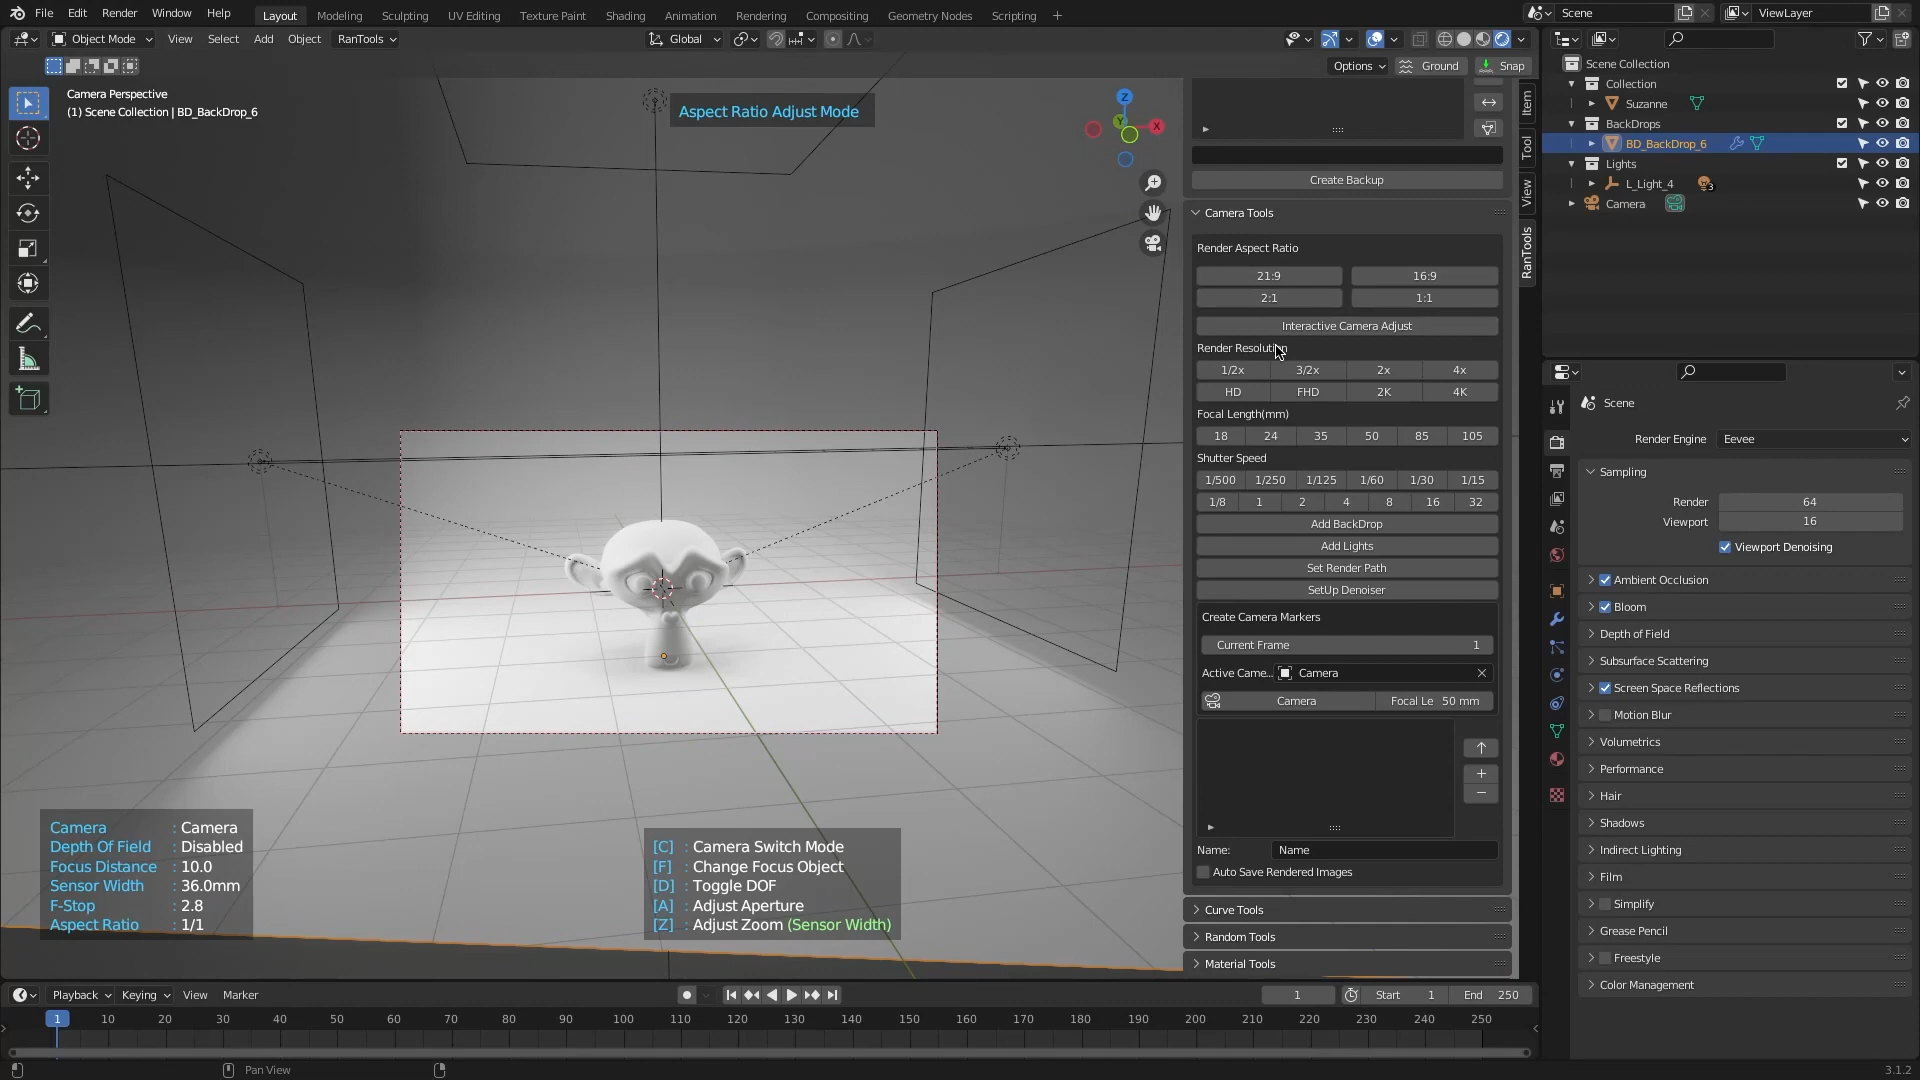 File Edit Render Window Help Layout Modeling Sculpting UV Editing Texture Paint Shading Animation Rendering Compositing Geometry Nodes Scripting + Scene ViewLayer
Object Mode View Select Add Object RanTools Global
Options Ground Snap
Camera Perspective
(1) Scene Collection | BD_BackDrop_6
Aspect Ratio Adjust Mode
Z
Y
X
Camera : Camera
Depth Of Field : Disabled
Focus Distance : 10.0
Sensor Width : 36.0mm
F-Stop : 2.8
Aspect Ratio : 1/1
[C] : Camera Switch Mode
[F] : Change Focus Object
[D] : Toggle DOF
[A] : Adjust Aperture
[Z] : Adjust Zoom (Sensor Width)
Create Backup
Camera Tools
Render Aspect Ratio
21:9 16:9
2:1 1:1
Interactive Camera Adjust
Render Resolution
1/2x 3/2x 2x 4x
HD FHD 2K 4K
Focal Length(mm)
18 24 35 50 85 105
Shutter Speed
1/500 1/250 1/125 1/60 1/30 1/15
1/8 1 2 4 8 16 32
Add BackDrop
Add Lights
Set Render Path
SetUp Denoiser
Create Camera Markers
Current Frame 1
Active Came... Camera
Camera Focal Le 50 mm
Name: Name
Auto Save Rendered Images
Curve Tools
Random Tools
Material Tools
Item
Tool
View
RanTools
Scene Collection
Collection
Suzanne
BackDrops
BD_BackDrop_6
Lights
L_Light_4 3
Camera
Scene
Render Engine Eevee
Sampling
Render 64
Viewport 16
Viewport Denoising
Ambient Occlusion
Bloom
Depth of Field
Subsurface Scattering
Screen Space Reflections
Motion Blur
Volumetrics
Performance
Hair
Shadows
Indirect Lighting
Film
Simplify
Grease Pencil
Freestyle
Color Management
Playback Keying View Marker 1 Start 1 End 250
1 10 20 30 40 50 60 70 80 90 100 110 120 130 140 150 160 170 180 190 200 210 220 230 240 250
Pan View 3.1.2